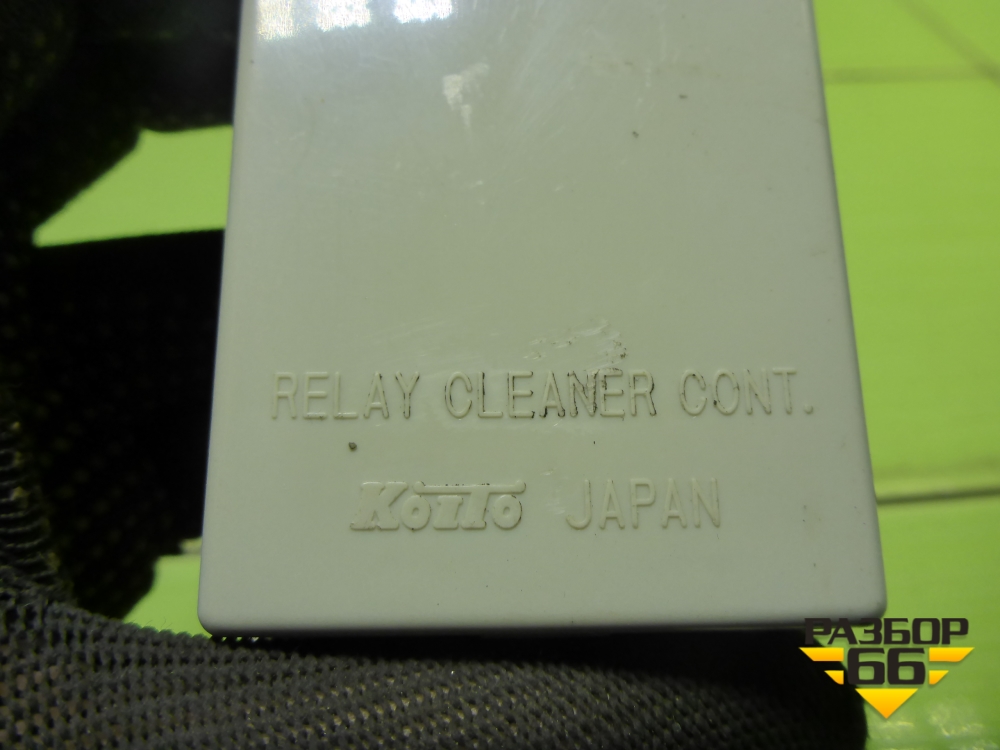 RELAY CLEANER CONT.
KOITO JAPAN
РАЗБОР
66